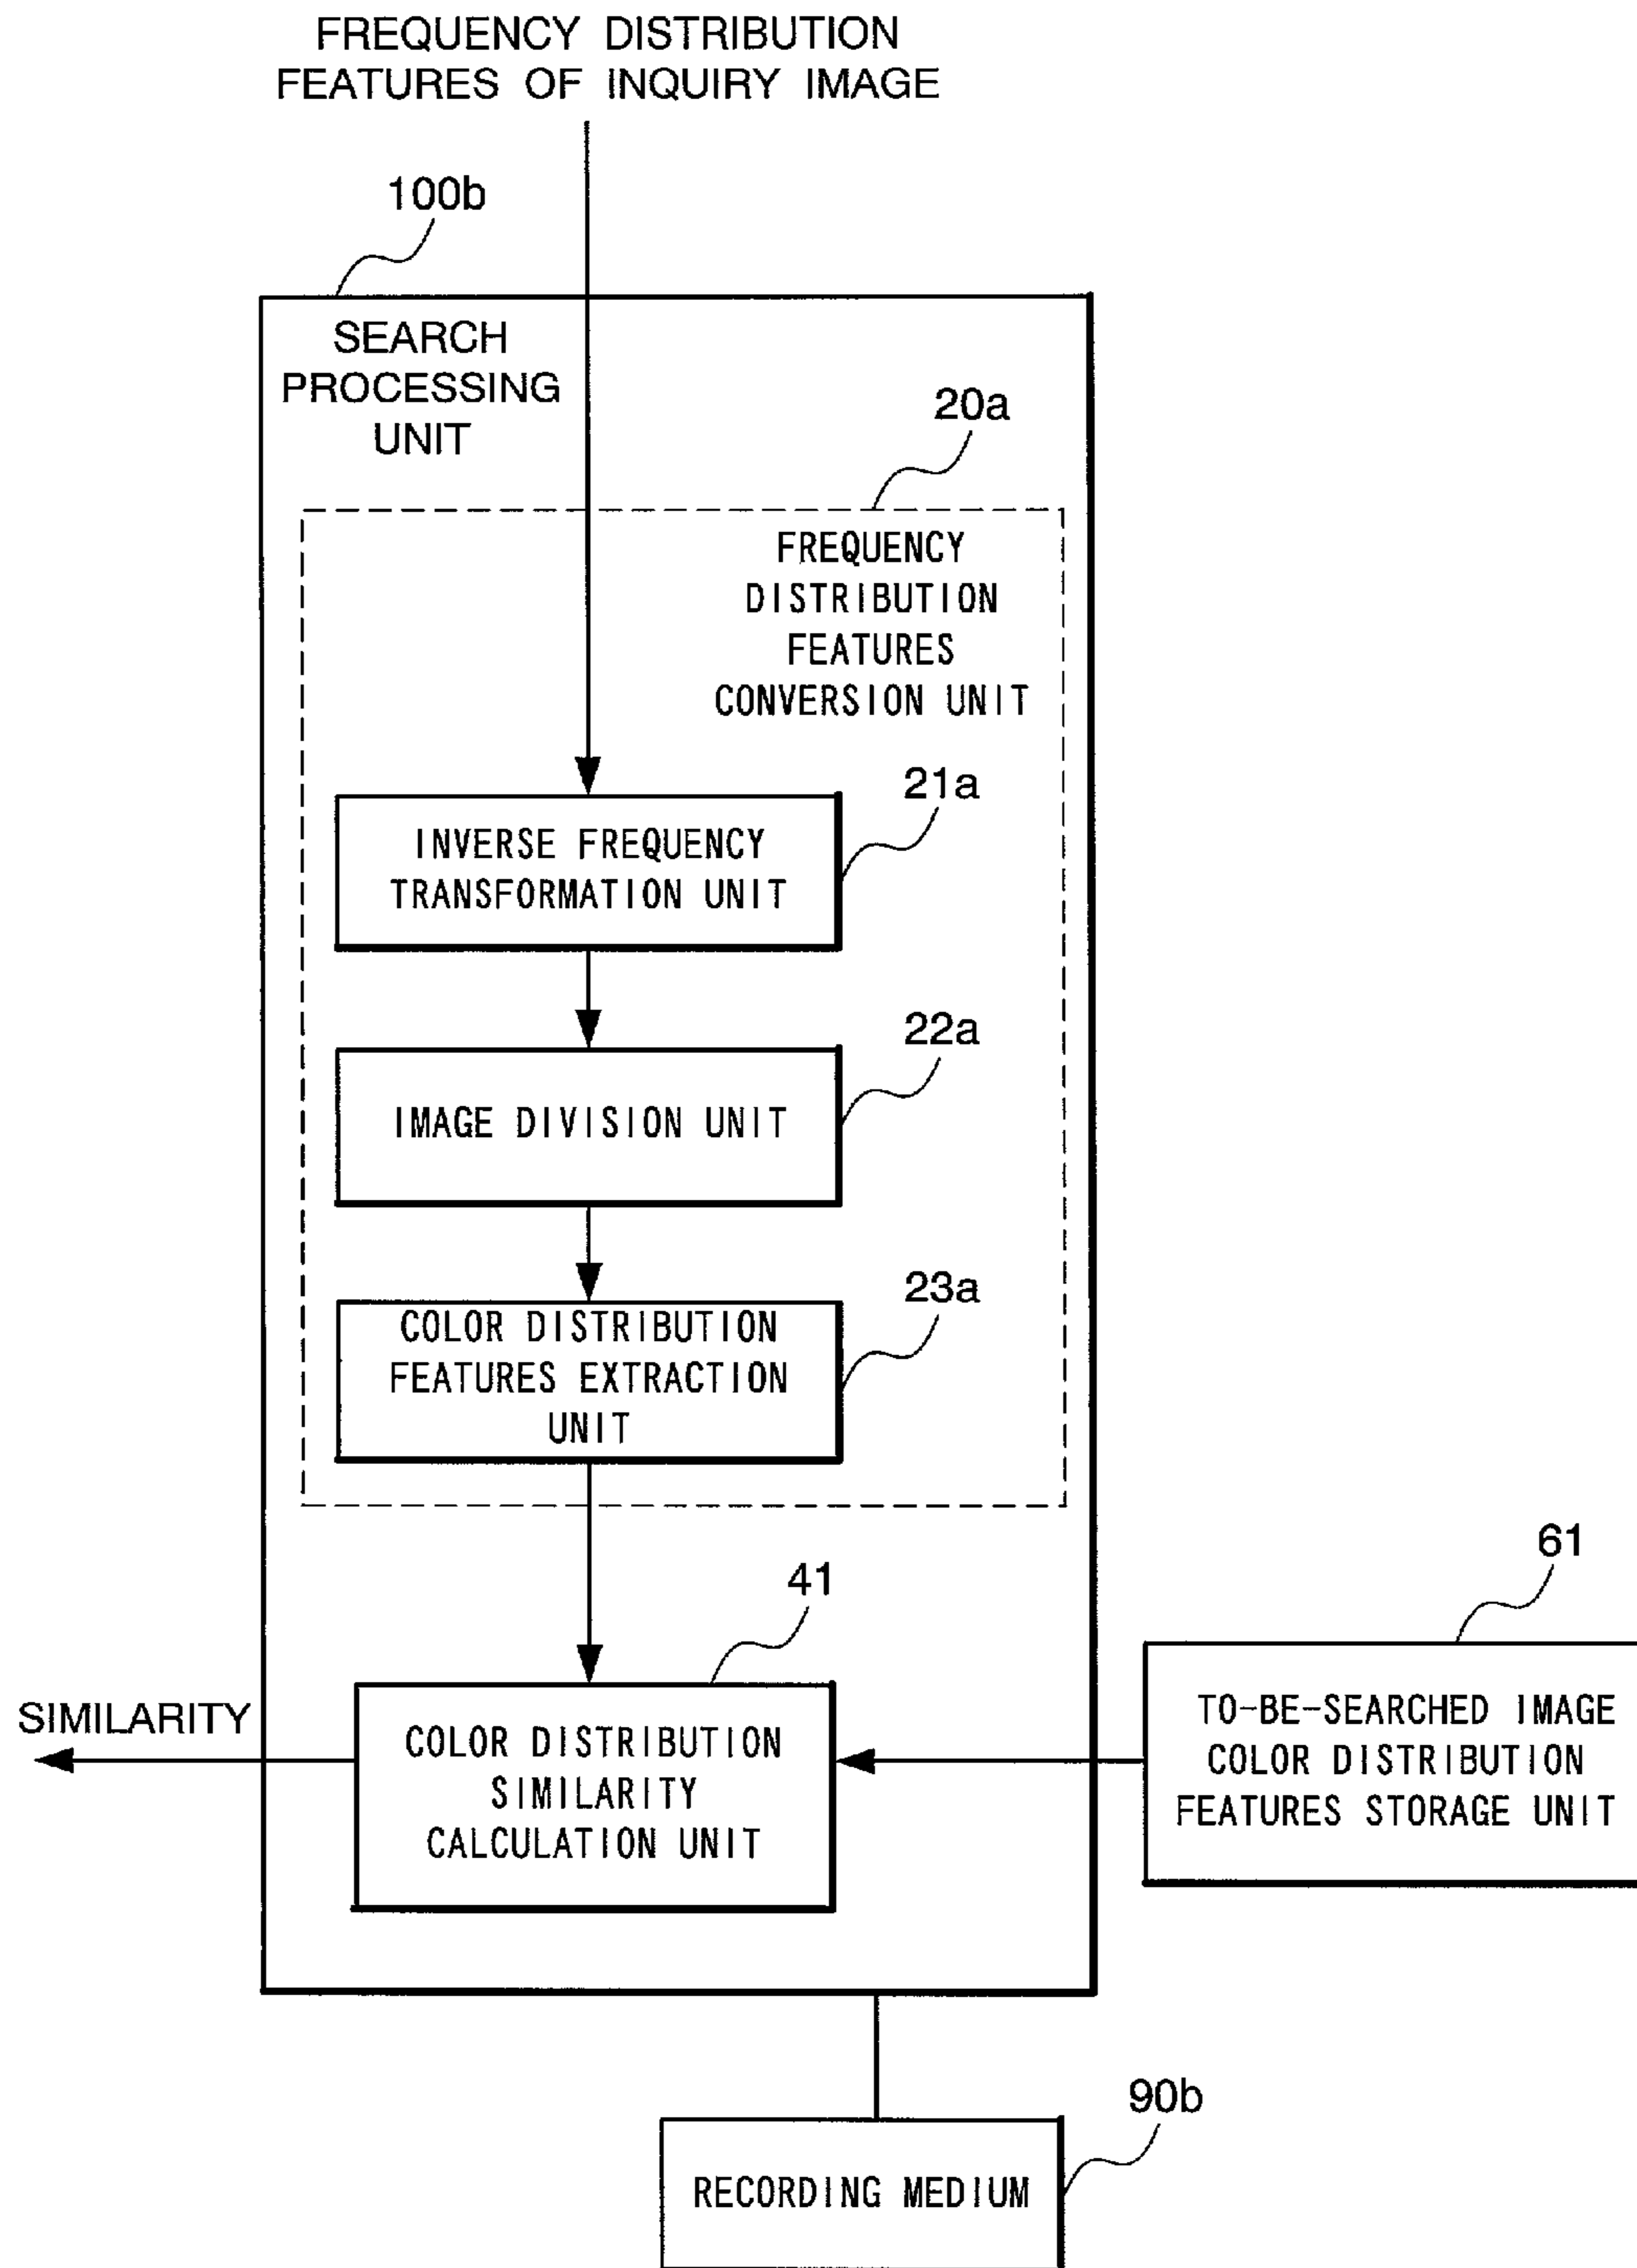 FREQUENCY DISTRIBUTION
FEATURES OF INQUIRY IMAGE
100b
SEARCH
PROCESSING
UNIT
20a
FREQUENCY
DISTRIBUTION
FEATURES
CONVERSION UNIT
21a
INVERSE FREQUENCY
TRANSFORMATION UNIT
22a
IMAGE DIVISION UNIT
23a
COLOR DISTRIBUTION
FEATURES EXTRACTION
UNIT
41
61
SIMILARITY
COLOR DISTRIBUTION
SIMILARITY
CALCULATION UNIT
TO-BE-SEARCHED IMAGE
COLOR DISTRIBUTION
FEATURES STORAGE UNIT
90b
RECORDING MEDIUM